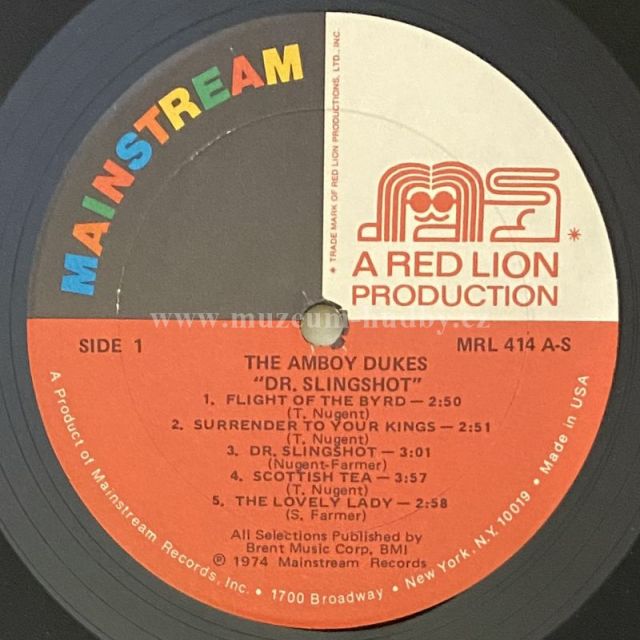 MAINSTREAM
* TRADE MARK OF RED LION PRODUCTIONS, LTD., INC.
*
A RED LION
PRODUCTION
www.muzeum-hudby.cz
SIDE 1
MRL 414 A-S
THE AMBOY DUKES
"DR. SLINGSHOT"
1. FLIGHT OF THE BYRD — 2:50
(T. Nugent)
2. SURRENDER TO YOUR KINGS — 2:51
(T. Nugent)
3. DR. SLINGSHOT — 3:01
(Nugent-Farmer)
4. SCOTTISH TEA — 3:57
(T. Nugent)
5. THE LOVELY LADY — 2:58
(S. Farmer)
All Selections Published by
Brent Music Corp, BMI
℗ 1974 Mainstream Records
A Product of Mainstream Records, Inc. • 1700 Broadway • New York, N.Y. 10019 • Made in USA